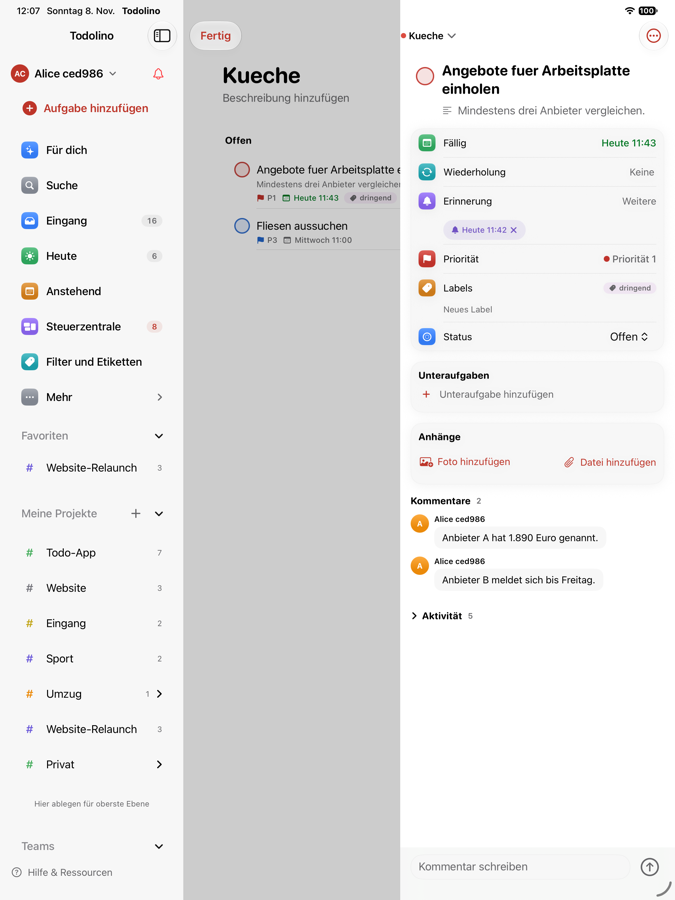 12:07 Sonntag 8. Nov. Todolino
100
Todolino
AC Alice ced986
Aufgabe hinzufügen
Für dich
Suche
Eingang 16
Heute 6
Anstehend
Steuerzentrale 8
Filter und Etiketten
Mehr
Favoriten
# Website-Relaunch 3
Meine Projekte
# Todo-App 7
# Website 3
# Eingang 2
# Sport 2
# Umzug 1
# Website-Relaunch 3
# Privat
Hier ablegen für oberste Ebene
Teams
Hilfe & Ressourcen
Fertig
Kueche
Beschreibung hinzufügen
Offen
Angebote fuer Arbeitsplatte e
Mindestens drei Anbieter vergleichen
P1 Heute 11:43 dringend
Fliesen aussuchen
P3 Mittwoch 11:00
Kueche
Angebote fuer Arbeitsplatte
einholen
Mindestens drei Anbieter vergleichen.
Fällig Heute 11:43
Wiederholung Keine
Erinnerung Weitere
Heute 11:42
Priorität Priorität 1
Labels dringend
Neues Label
Status Offen
Unteraufgaben
+ Unteraufgabe hinzufügen
Anhänge
Foto hinzufügen Datei hinzufügen
Kommentare 2
A Alice ced986
Anbieter A hat 1.890 Euro genannt.
A Alice ced986
Anbieter B meldet sich bis Freitag.
Aktivität 5
Kommentar schreiben